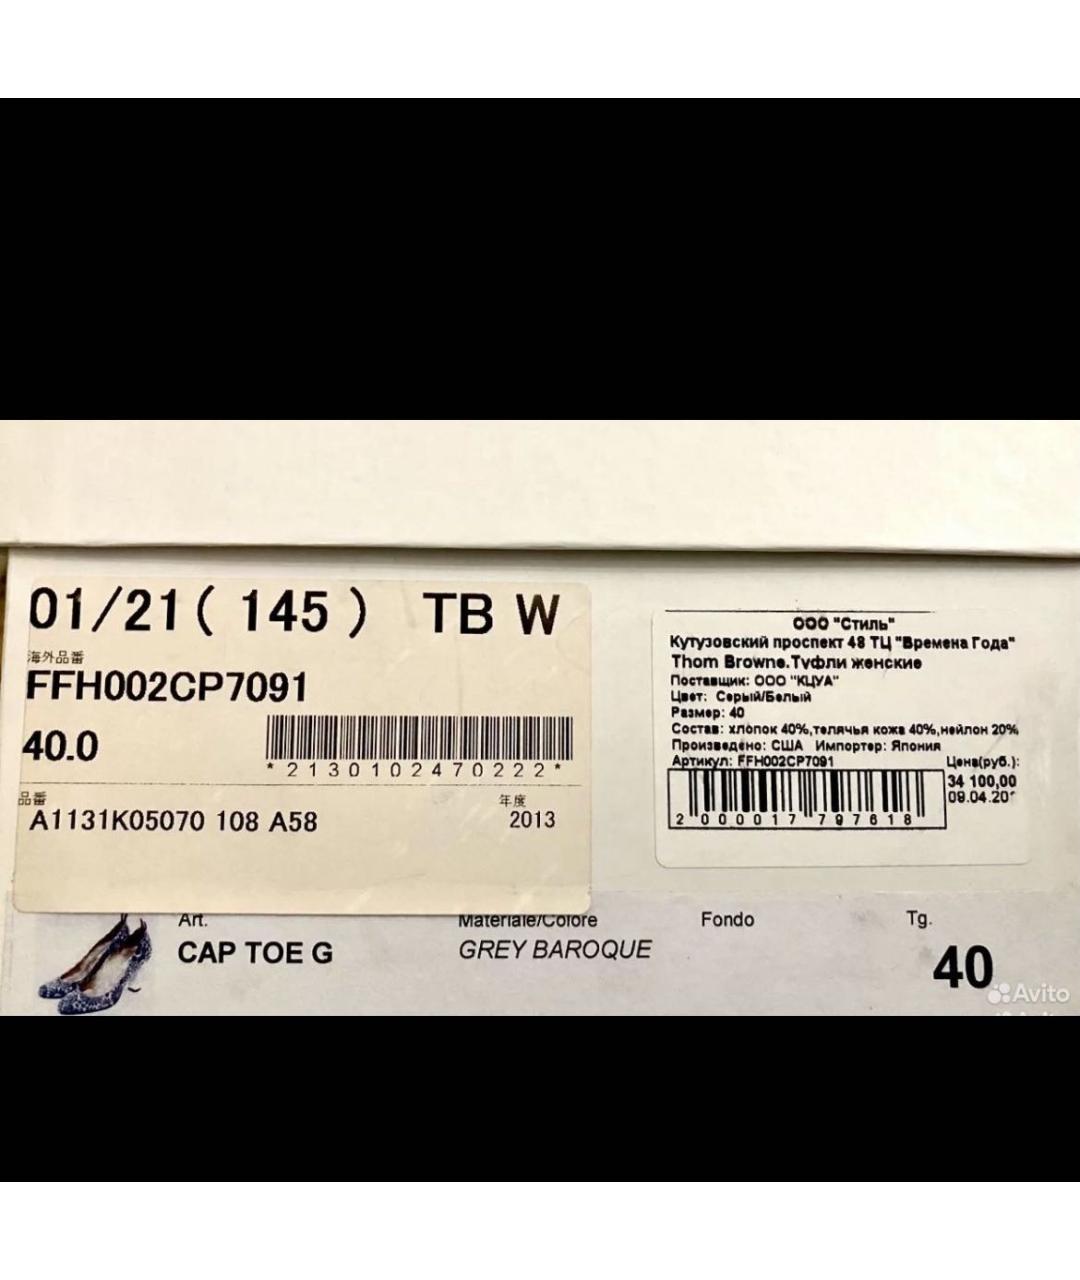 01/21 ( 145 ) TB W
海外品番
FFH002CP7091
40.0
*2130102470222*
品番
年度
A1131K05070 108 A58
2013
ООО "Стиль"
Кутузовский проспект 48 ТЦ "Времена Года"
Thom Browne.Туфли женские
Поставщик: ООО "КЦУА"
Цвет: Серый/Белый
Размер: 40
Состав: хлопок 40%,телячья кожа 40%,нейлон 20%
Произведено: США Импортер: Япония
Артикул: FFH002CP7091
Цена(руб.):
34 100,00
2000017797618
Art.
Materiale/Colore
Fondo
Tg.
CAP TOE G
GREY BAROQUE
40
Avito